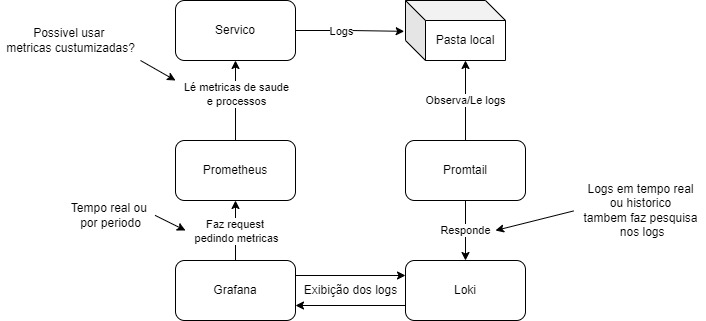 Possivel usar
metricas custumizadas?
Servico
Logs
Pasta local
Lé metricas de saude
e processos
Observa/Le logs
Prometheus
Promtail
Tempo real ou
por periodo
Faz request
pedindo metricas
Responde
Logs em tempo real
ou historico
tambem faz pesquisa
nos logs
Grafana
Exibição dos logs
Loki